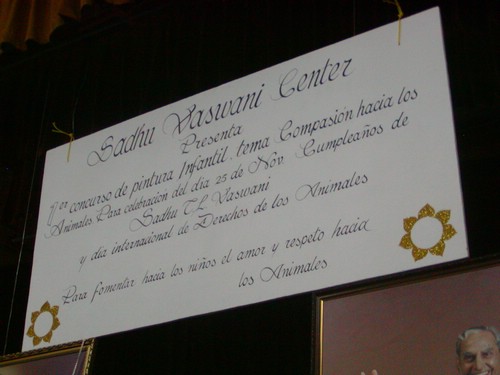 Sadhu Vaswani Center
Presenta
1er concurso de pintura Infantil, tema Compasión hacia los
Animales. Para celebracion del dia 25 de Nov. Cumpleaños de
Sadhu T.L. Vaswani
y dia internacional de Derechos de los Animales
Para fomentar hacia los niños el amor y respeto hacia
los Animales